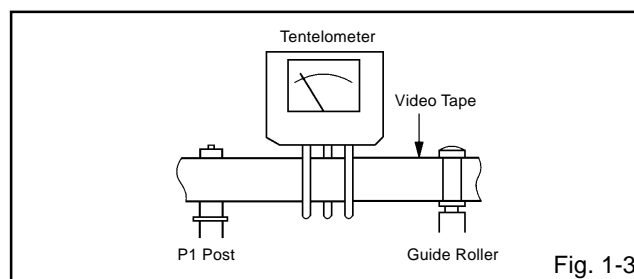 Tentelometer
Video Tape
P1 Post
Guide Roller
Fig. 1-3